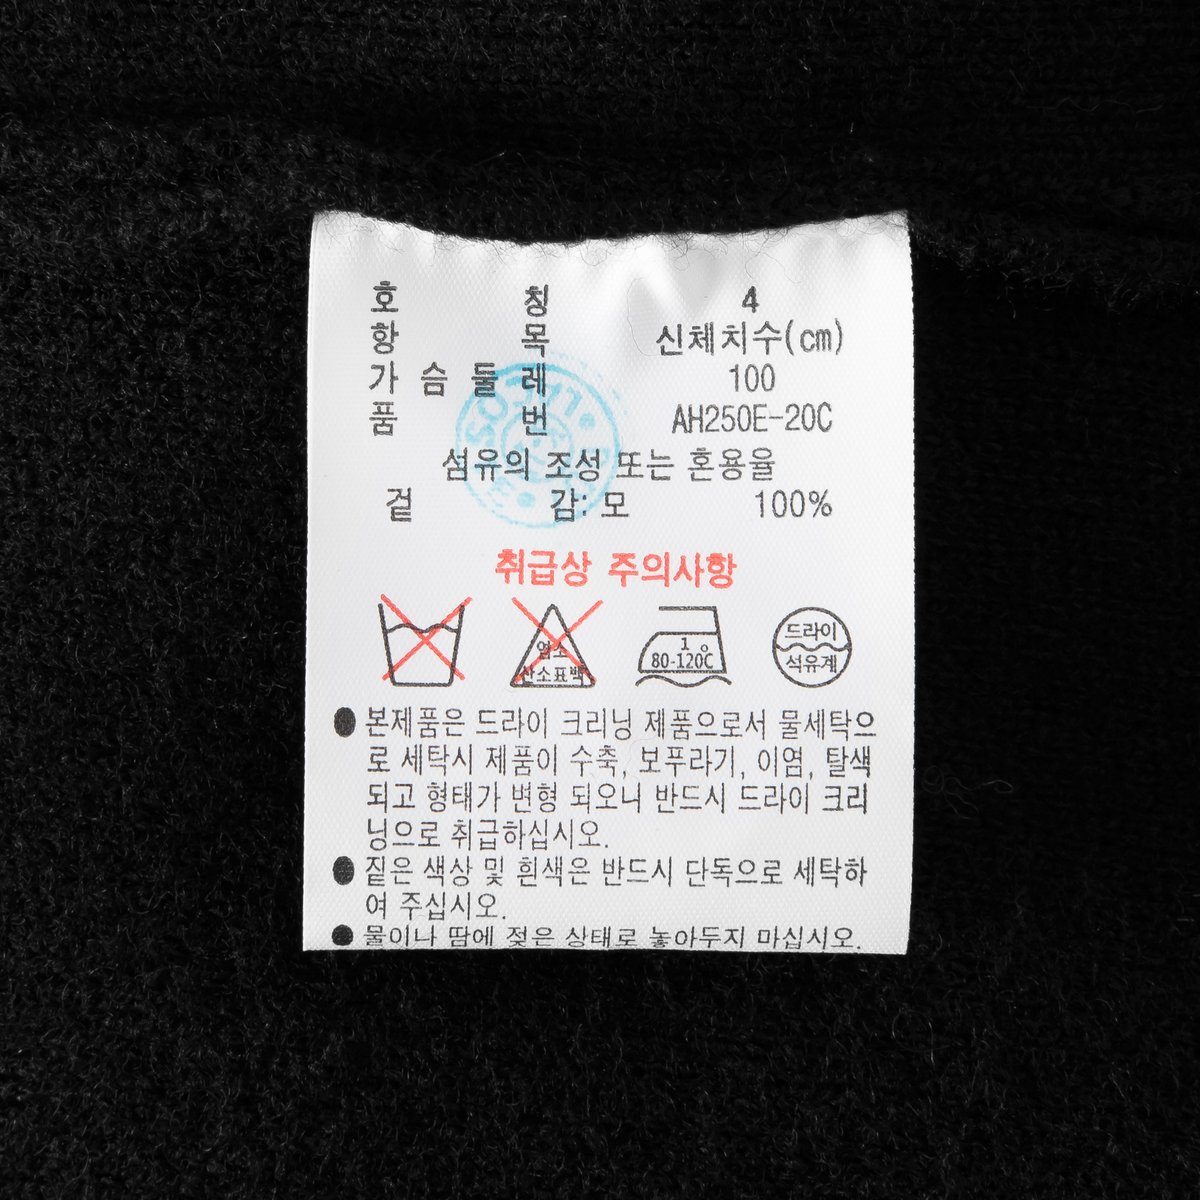 호 칭 4
항 목 신체치수(cm)
가 슴 둘 레 100
품 번 AH250E-20C
섬유의 조성 또는 혼용율
겉 감: 모 100%
취급상 주의사항
염소
산소표백
1
80-120℃
드라이
석유계
● 본제품은 드라이 크리닝 제품으로서 물세탁으
로 세탁시 제품이 수축, 보푸라기, 이염, 탈색
되고 형태가 변형 되오니 반드시 드라이 크리
닝으로 취급하십시오.
● 짙은 색상 및 흰색은 반드시 단독으로 세탁하
여 주십시오.
● 물이나 땀에 젖은 상태로 놓아두지 마십시오.